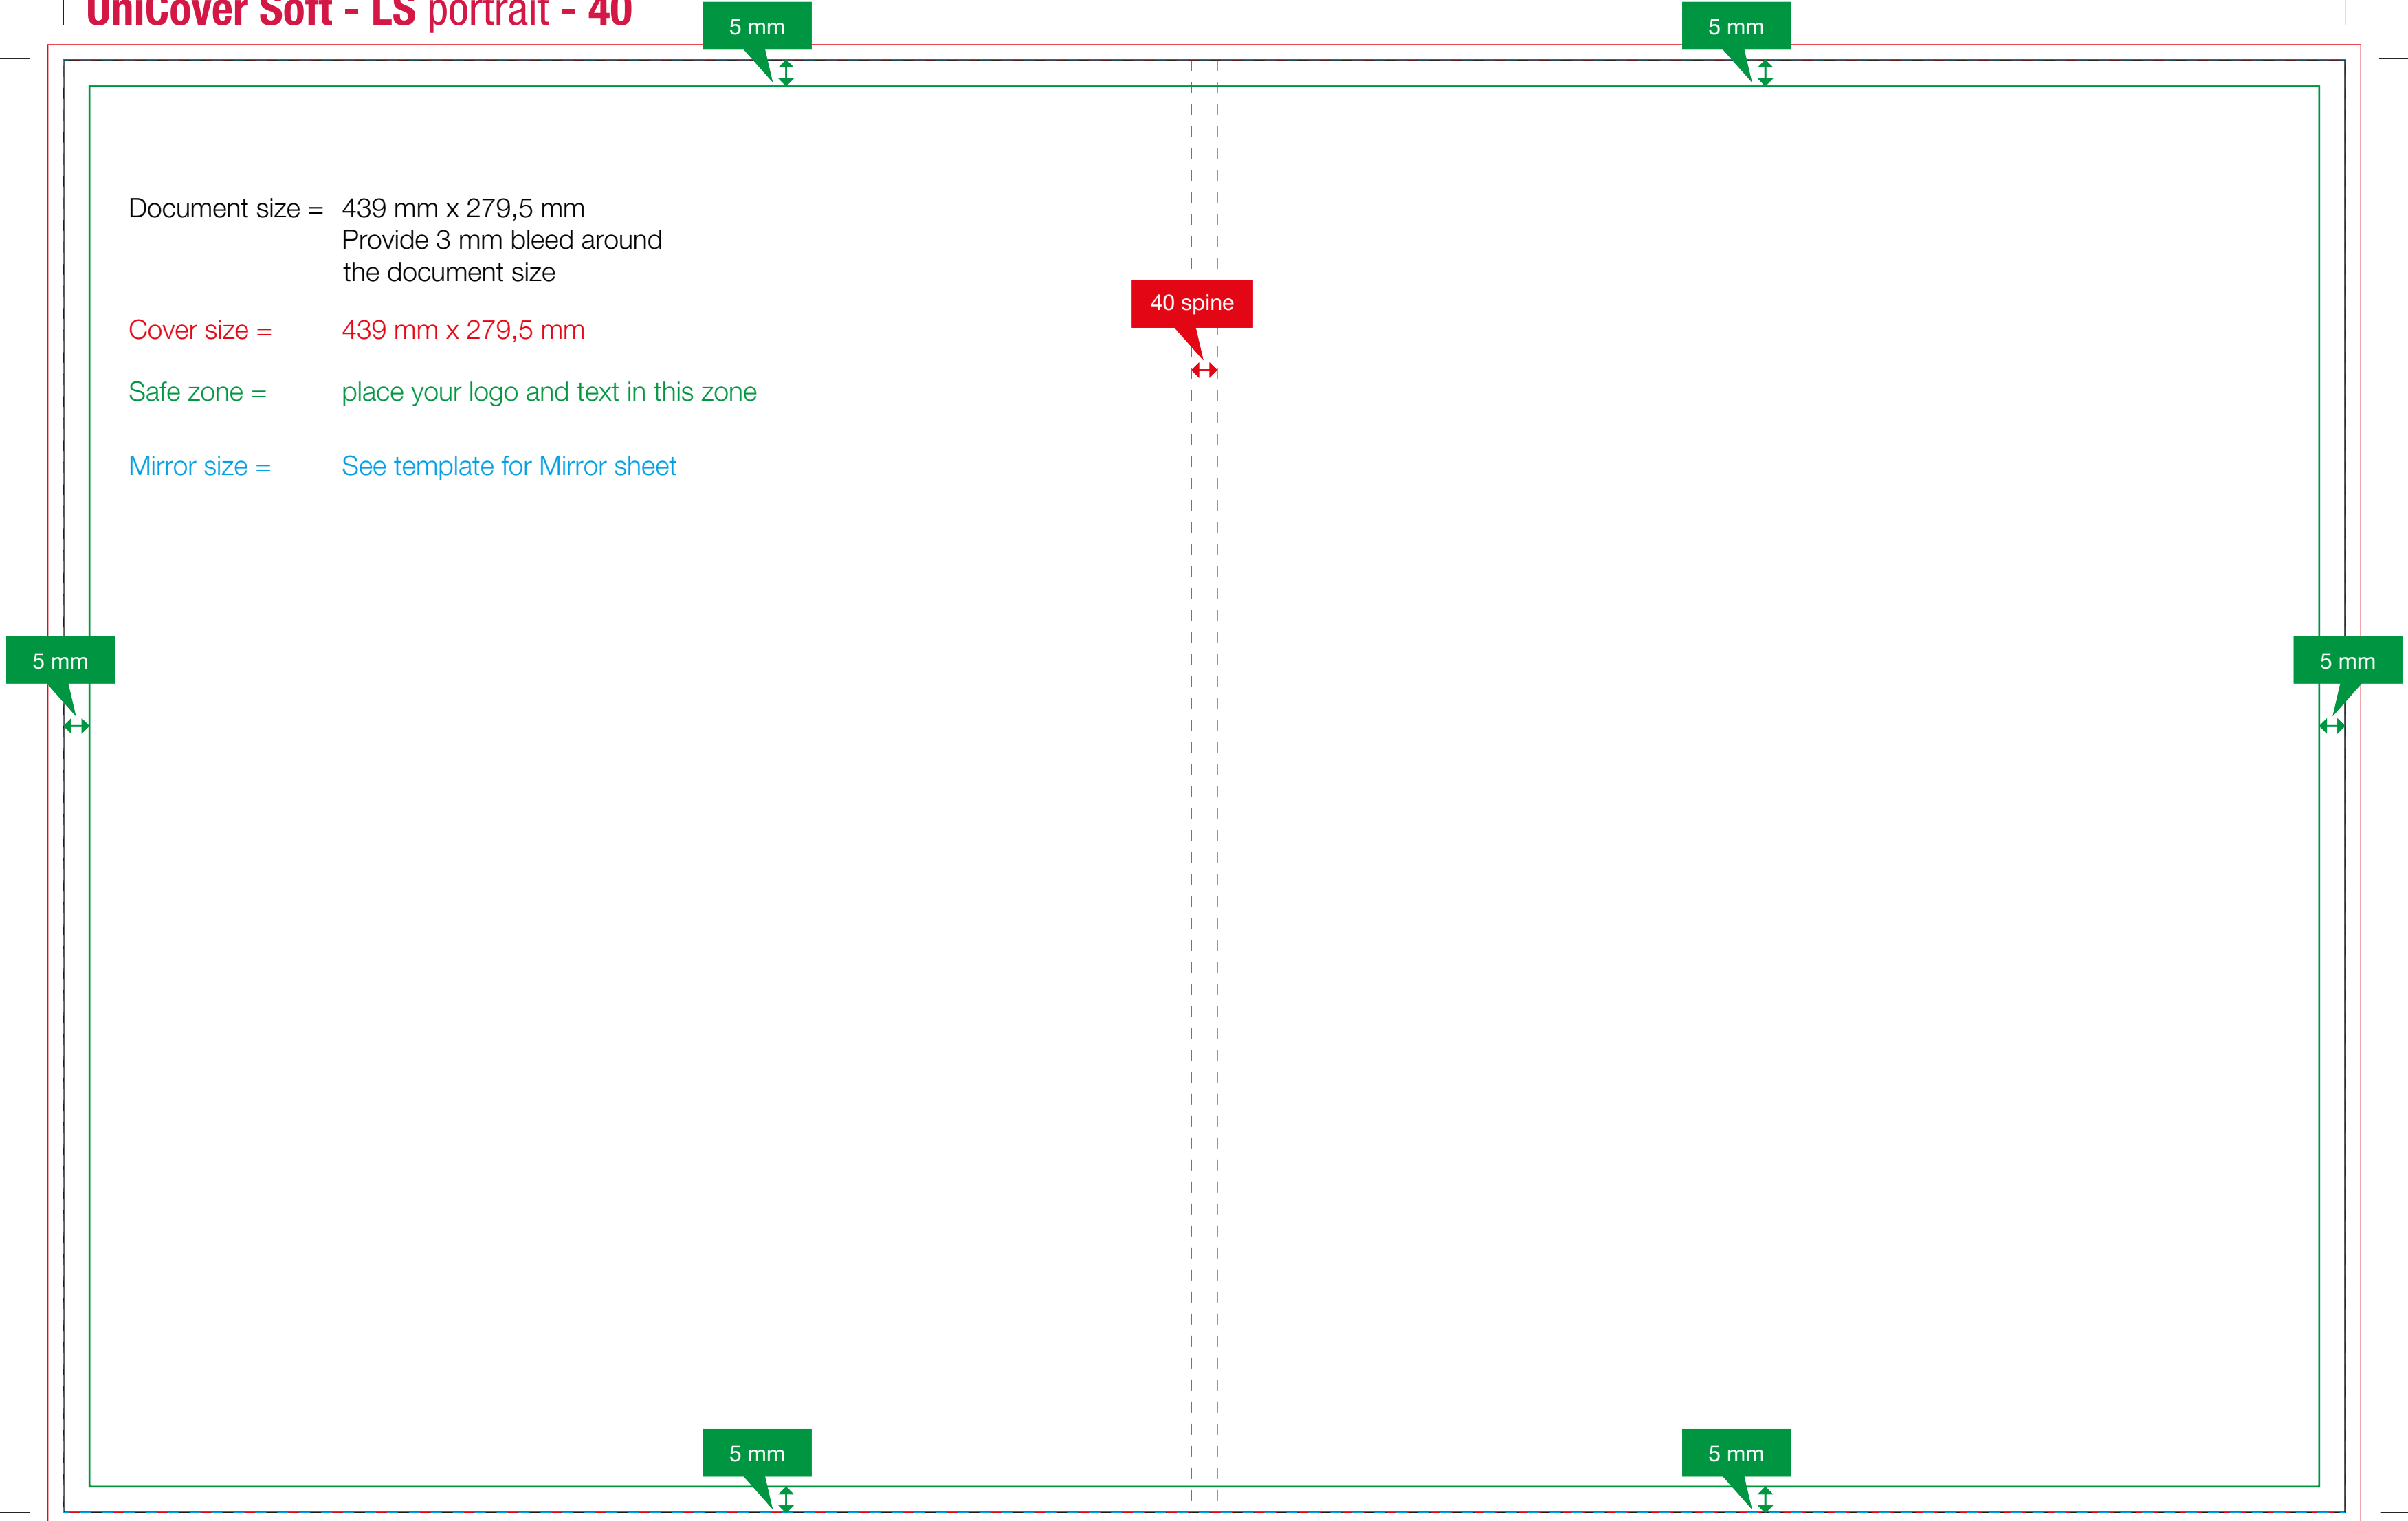 UniCover Soft - LS portrait - 40
5 mm
5 mm
Document size = 439 mm x 279,5 mm
Provide 3 mm bleed around
the document size
40 spine
Cover size = 439 mm x 279,5 mm
Safe zone = place your logo and text in this zone
Mirror size = See template for Mirror sheet
5 mm
5 mm
5 mm
5 mm